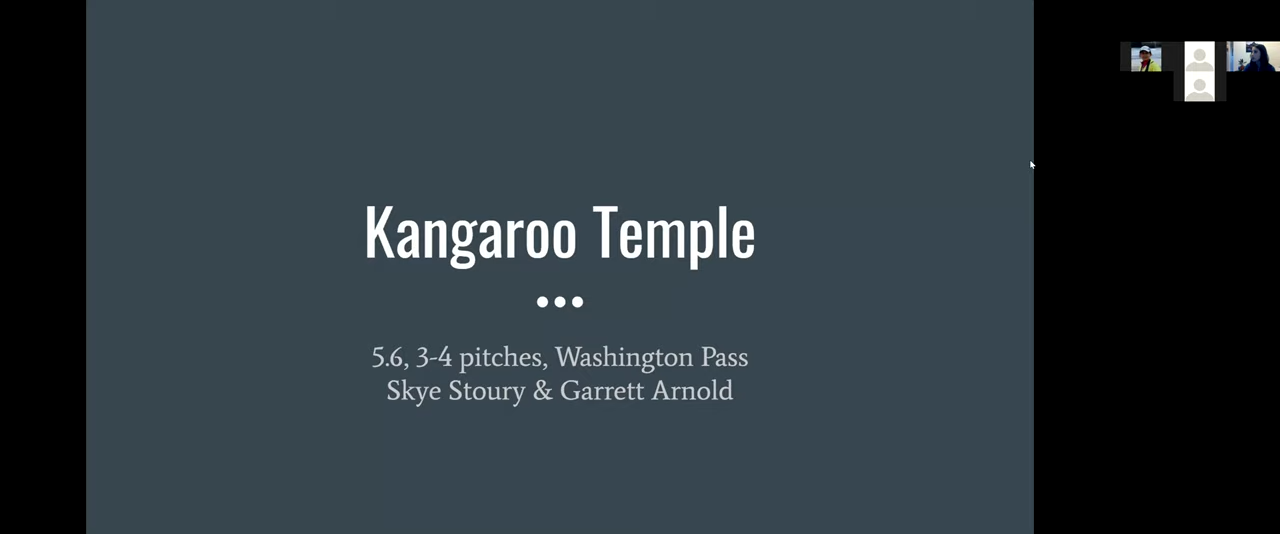 Kangaroo Temple
5.6, 3-4 pitches, Washington Pass
Skye Stoury & Garrett Arnold